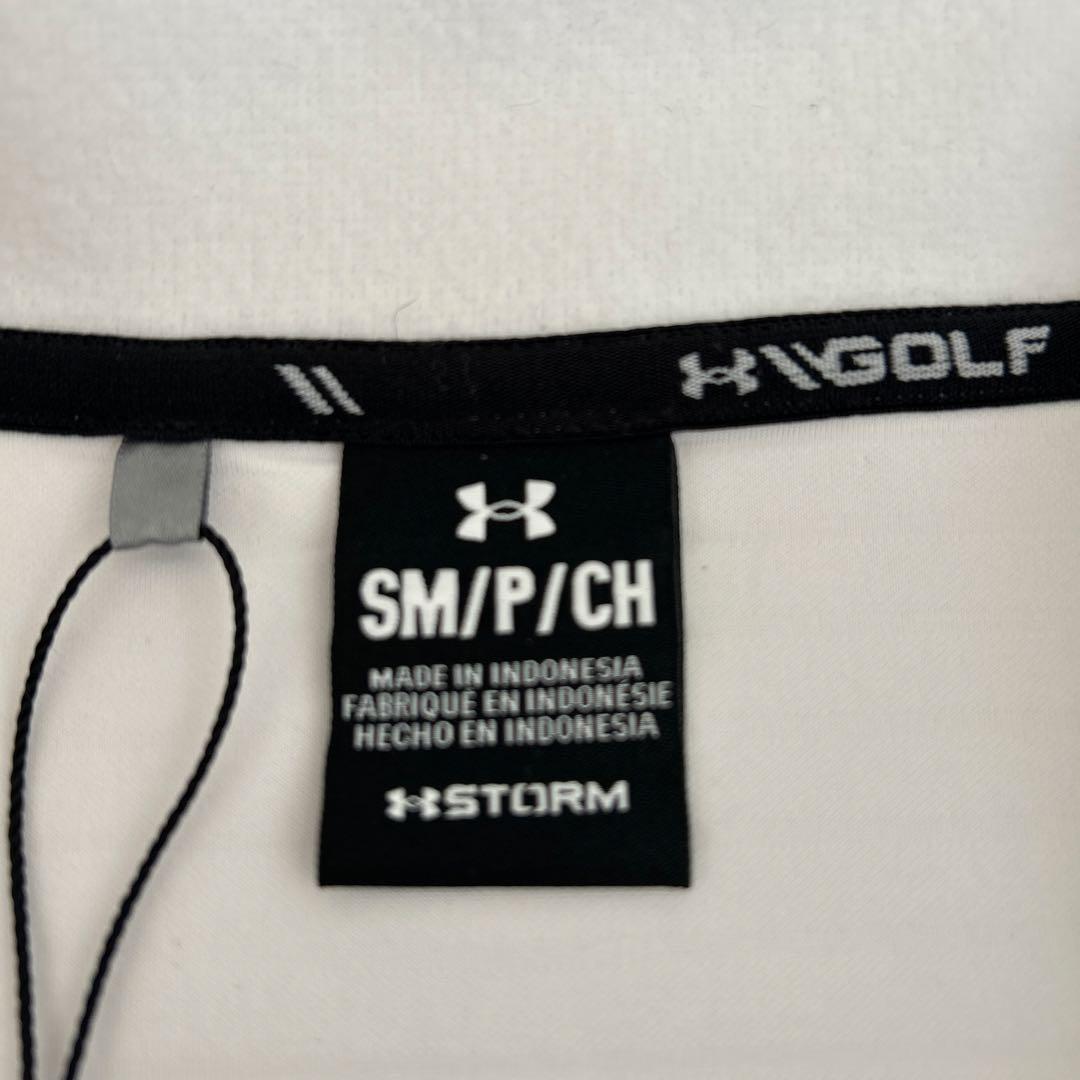 GOLF
SM/P/CH
MADE IN INDONESIA
FABRIQUÉ EN INDONÉSIE
HECHO EN INDONESIA
STORM